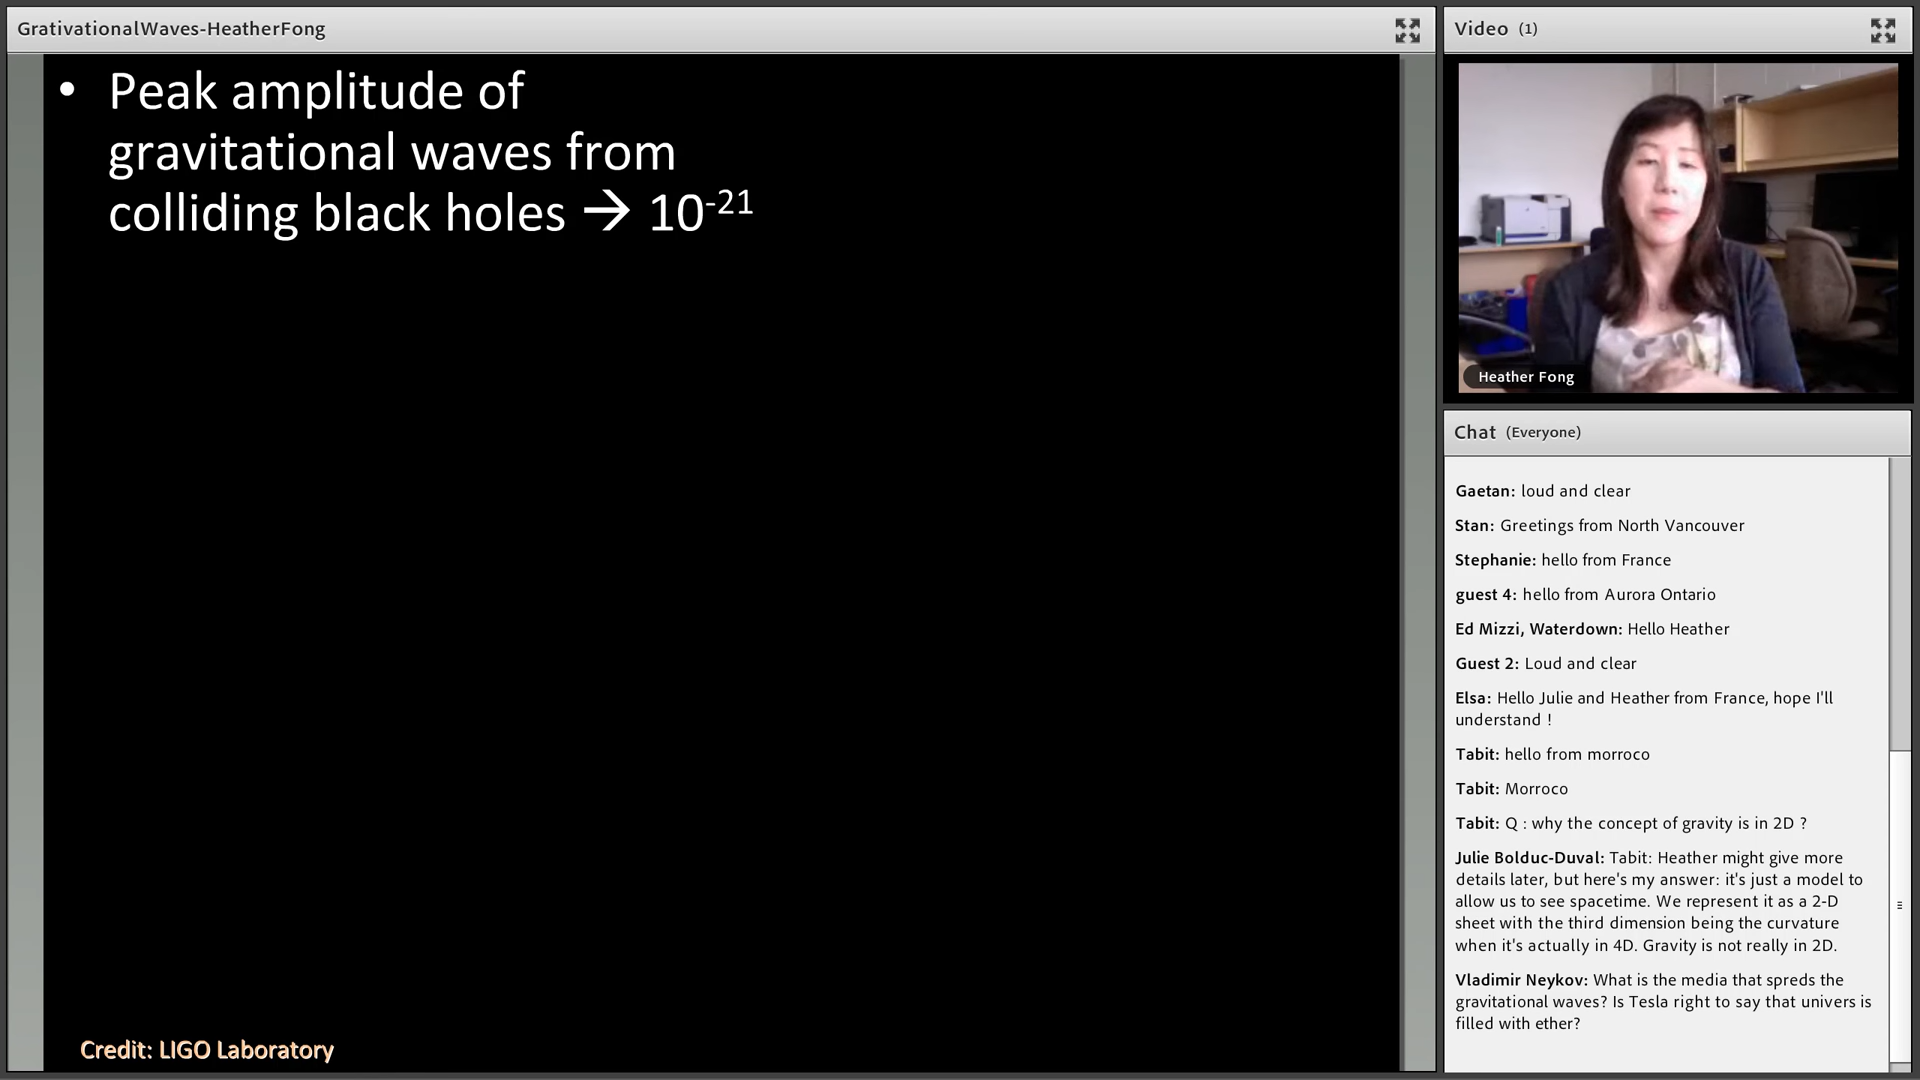 GrativationalWaves-HeatherFong
• Peak amplitude of
gravitational waves from
colliding black holes → 10⁻²¹
Credit: LIGO Laboratory
Video (1)
Heather Fong
Chat (Everyone)
Gaetan: loud and clear
Stan: Greetings from North Vancouver
Stephanie: hello from France
guest 4: hello from Aurora Ontario
Ed Mizzi, Waterdown: Hello Heather
Guest 2: Loud and clear
Elsa: Hello Julie and Heather from France, hope I'll
understand !
Tabit: hello from morroco
Tabit: Morroco
Tabit: Q : why the concept of gravity is in 2D ?
Julie Bolduc-Duval: Tabit: Heather might give more
details later, but here's my answer: it's just a model to
allow us to see spacetime. We represent it as a 2-D
sheet with the third dimension being the curvature
when it's actually in 4D. Gravity is not really in 2D.
Vladimir Neykov: What is the media that spreds the
gravitational waves? Is Tesla right to say that univers is
filled with ether?